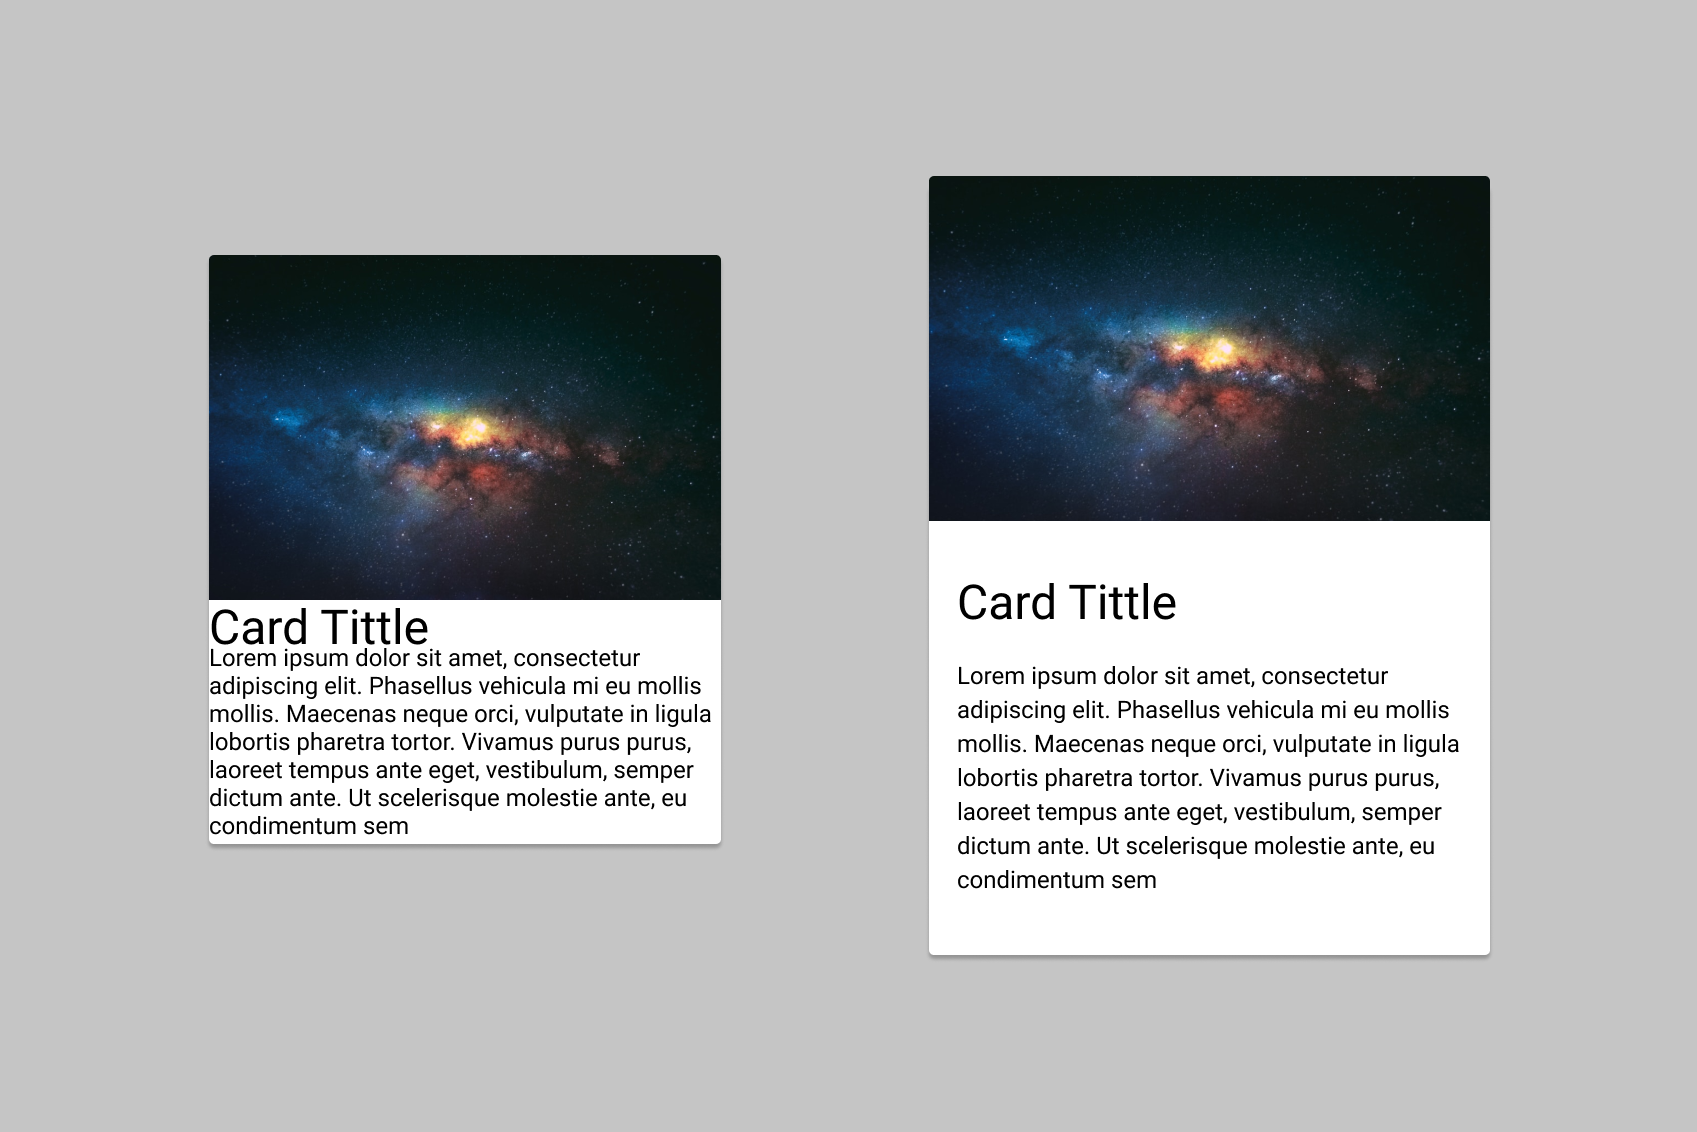 Card Tittle
Lorem ipsum dolor sit amet, consectetur
adipiscing elit. Phasellus vehicula mi eu mollis
mollis. Maecenas neque orci, vulputate in ligula
lobortis pharetra tortor. Vivamus purus purus,
laoreet tempus ante eget, vestibulum, semper
dictum ante. Ut scelerisque molestie ante, eu
condimentum sem
Card Tittle
Lorem ipsum dolor sit amet, consectetur
adipiscing elit. Phasellus vehicula mi eu mollis
mollis. Maecenas neque orci, vulputate in ligula
lobortis pharetra tortor. Vivamus purus purus,
laoreet tempus ante eget, vestibulum, semper
dictum ante. Ut scelerisque molestie ante, eu
condimentum sem